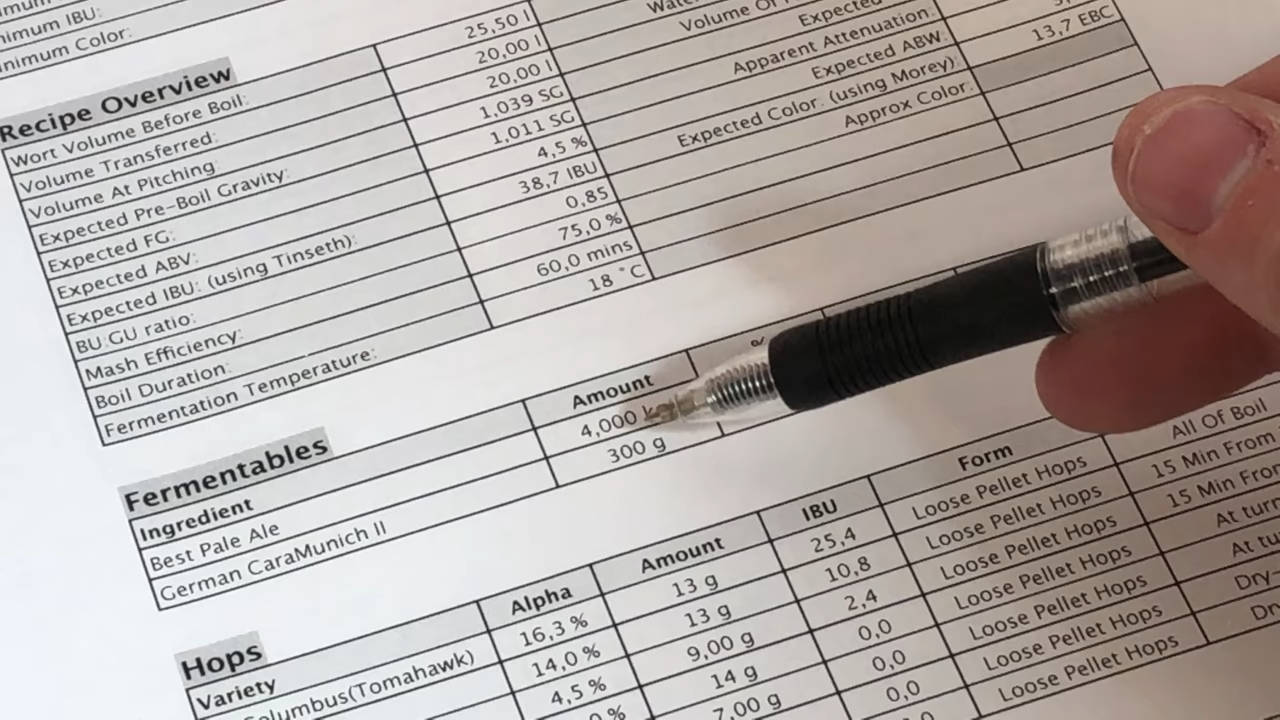 nimum IBU:
nimum Color:
Recipe Overview
Wort Volume Before Boil: 25,50 l
Volume Transferred: 20,00 l Volume Of
Volume At Pitching: 20,00 l Expected
Expected Pre-Boil Gravity: 1,039 SG Apparent Attenuation:
Expected FG: 1,011 SG Expected ABW:
Expected ABV: 4,5 % Expected Color: (using Morey): 13,7 EBC
Expected IBU: (using Tinseth): 38,7 IBU Approx Color:
BU:GU ratio: 0,85
Mash Efficiency: 75,0 %
Boil Duration: 60,0 mins
Fermentation Temperature: 18 °C
Fermentables
Ingredient Amount %
Best Pale Ale 4,000 k
German CaraMunich II 300 g
Hops
Variety Alpha Amount IBU Form
olumbus(Tomahawk) 16,3 % 13 g 25,4 Loose Pellet Hops All Of Boil
14,0 % 13 g 10,8 Loose Pellet Hops 15 Min From
4,5 % 9,00 g 2,4 Loose Pellet Hops 15 Min From
0 % 14 g 0,0 Loose Pellet Hops At turn
7,00 g 0,0 Loose Pellet Hops At tu
0,0 Loose Pellet Hops Dry-
Loose Pellet Hops Dr